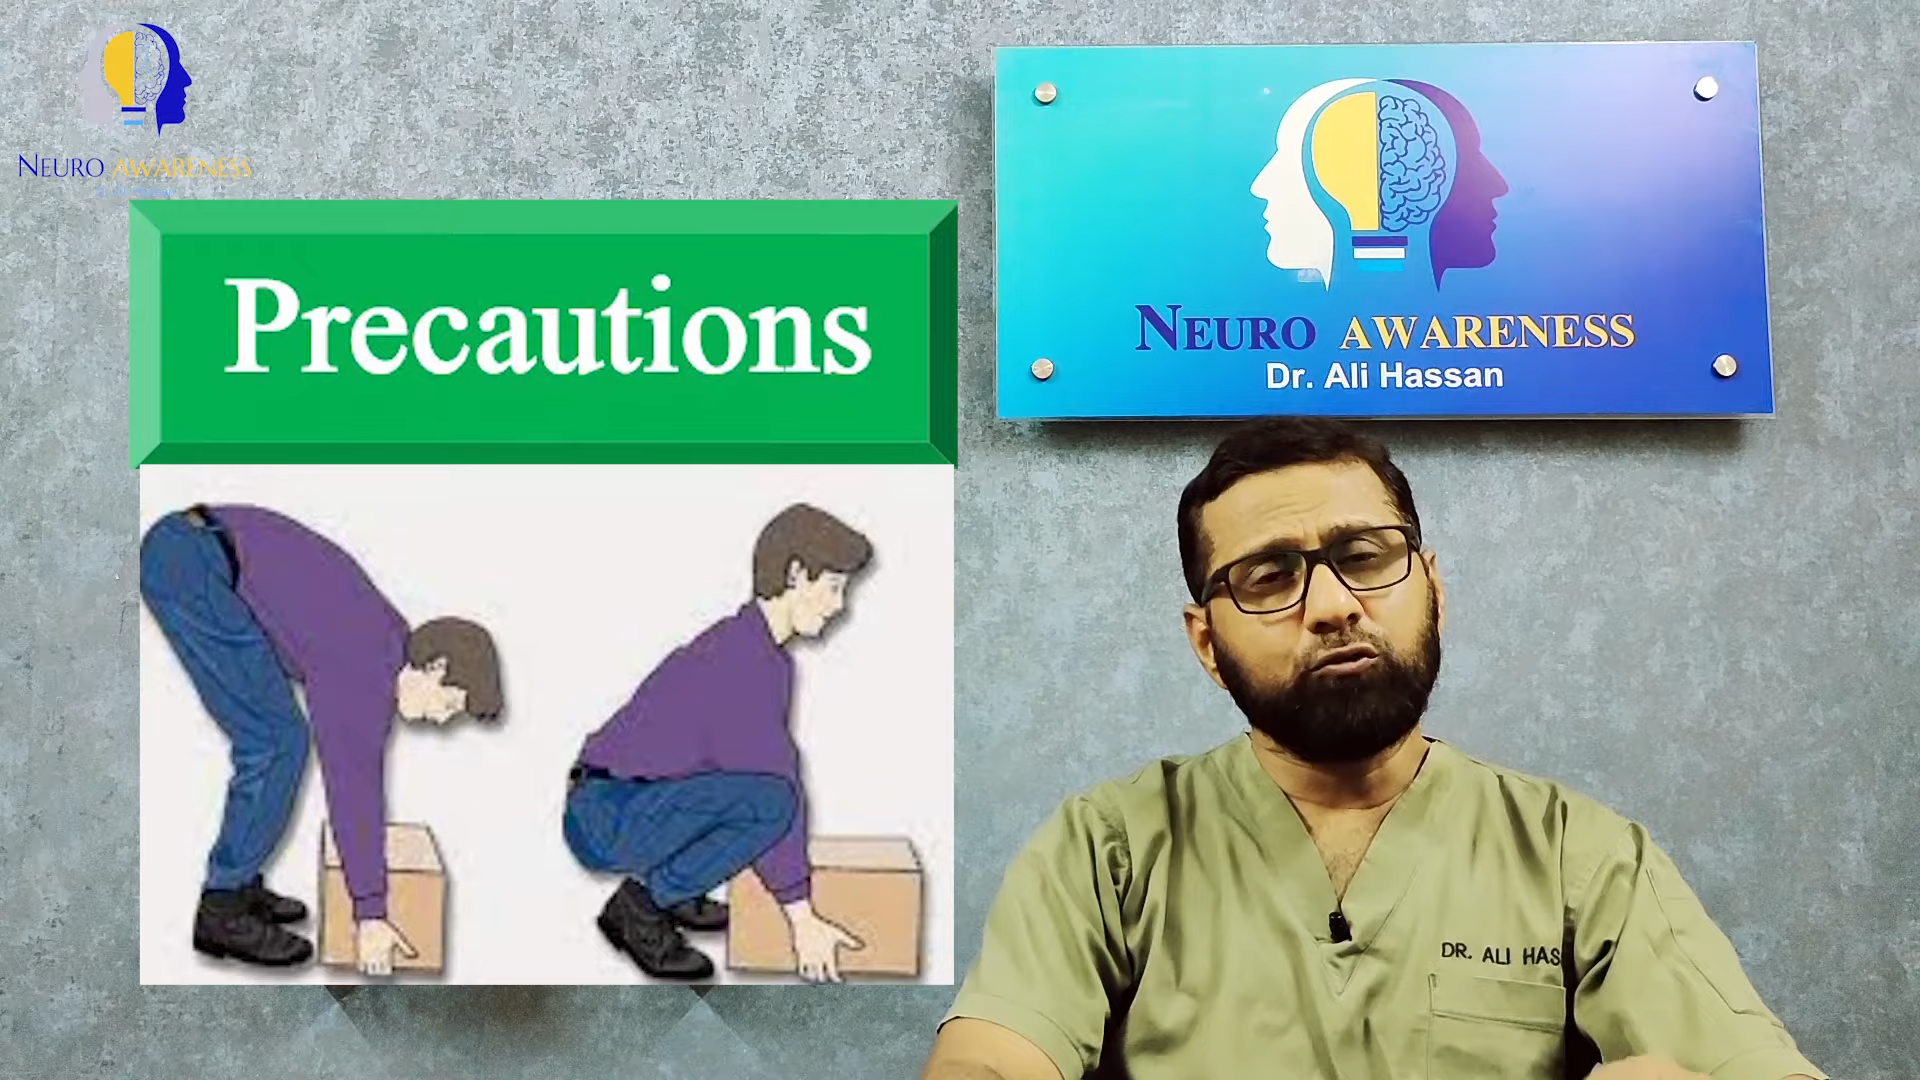 NEURO AWARENESS
Precautions
NEURO AWARENESS
Dr. Ali Hassan
DR. ALI HAS